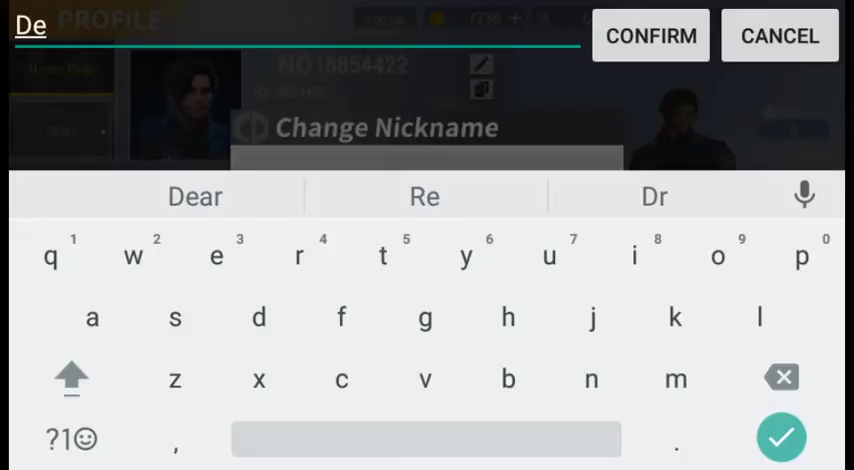 De
CONFIRM
CANCEL
PROFILE
7736 +
NO18854422
Change Nickname
Dear
Re
Dr
1 2 3 4 5 6 7 8 9 0
q w e r t y u i o p
a s d f g h j k l
z x c v b n m
?1☺ , .